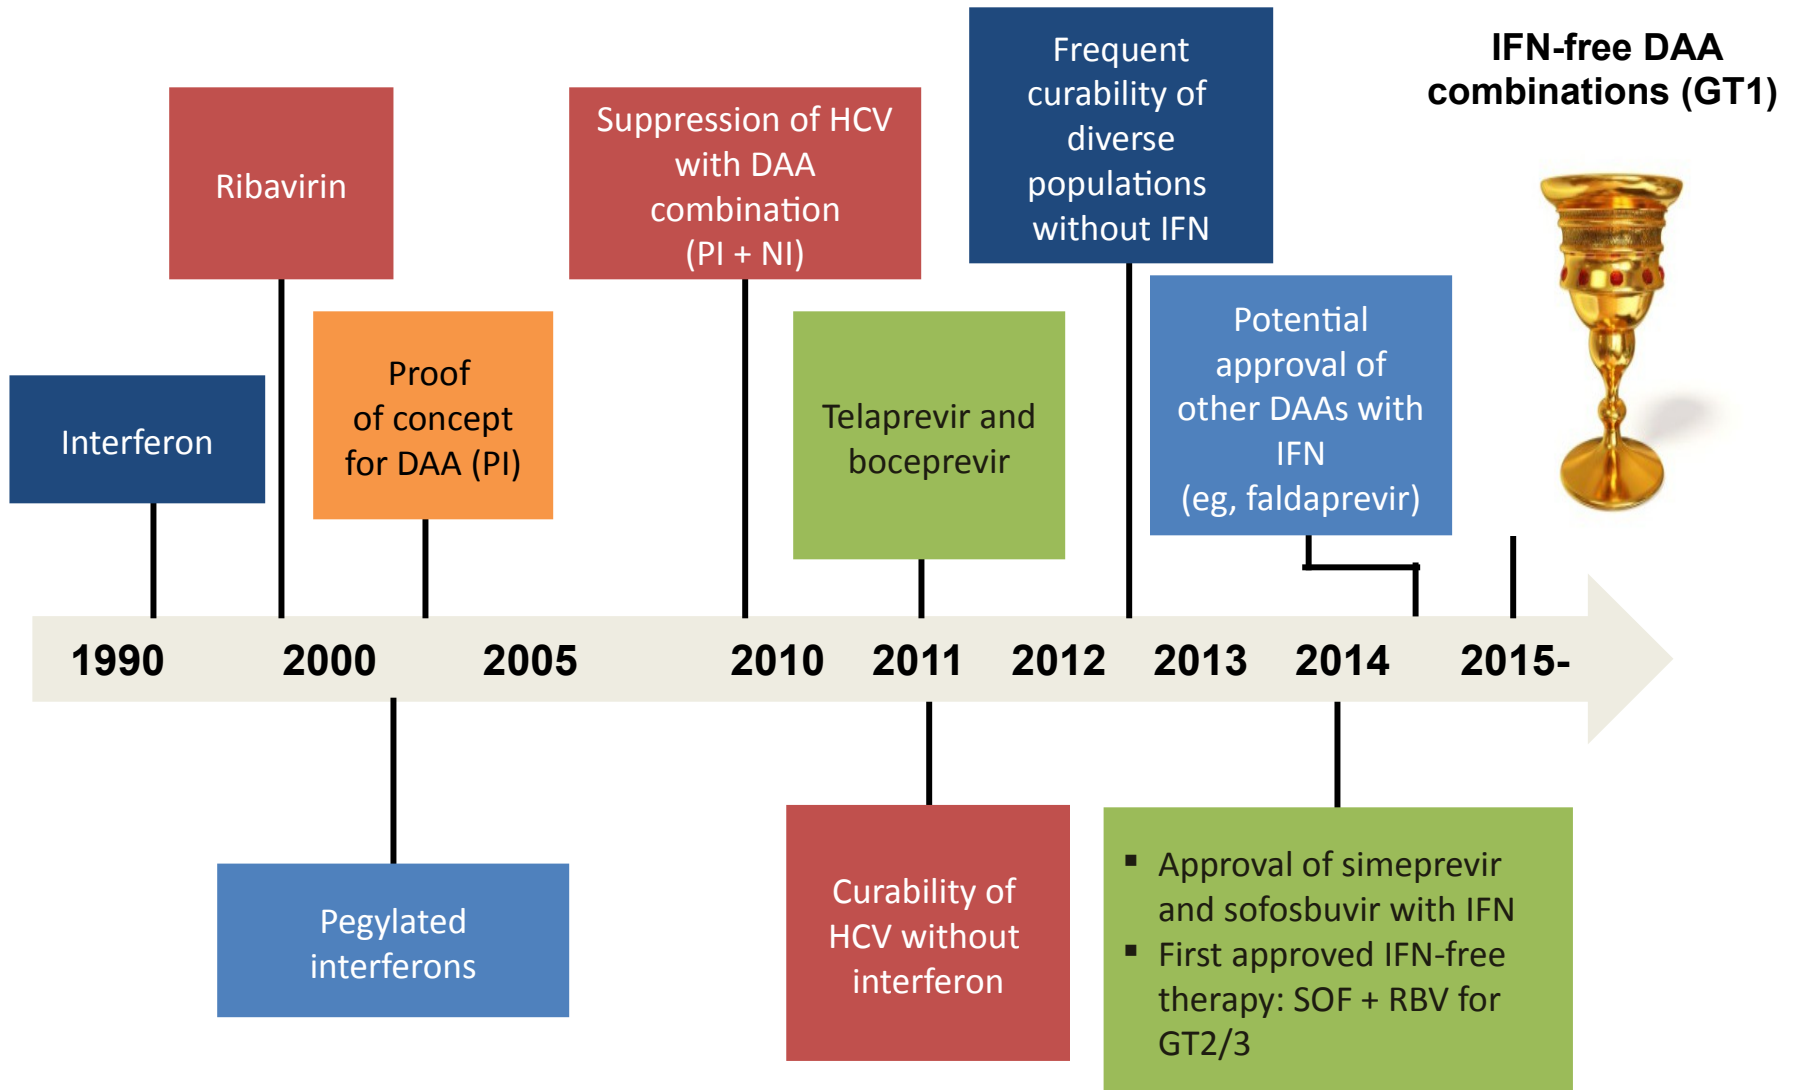 Frequent
curability of
diverse
populations
without IFN
IFN-free DAA
combinations (GT1)
Ribavirin
Suppression of HCV
with DAA
combination
(PI + NI)
Interferon
Proof
of concept
for DAA (PI)
Telaprevir and
boceprevir
Potential
approval of
other DAAs with
IFN
(eg, faldaprevir)
1990 2000 2005 2010 2011 2012 2013 2014 2015-
Pegylated
interferons
Curability of
HCV without
interferon
▪ Approval of simeprevir
and sofosbuvir with IFN
▪ First approved IFN-free
therapy: SOF + RBV for
GT2/3